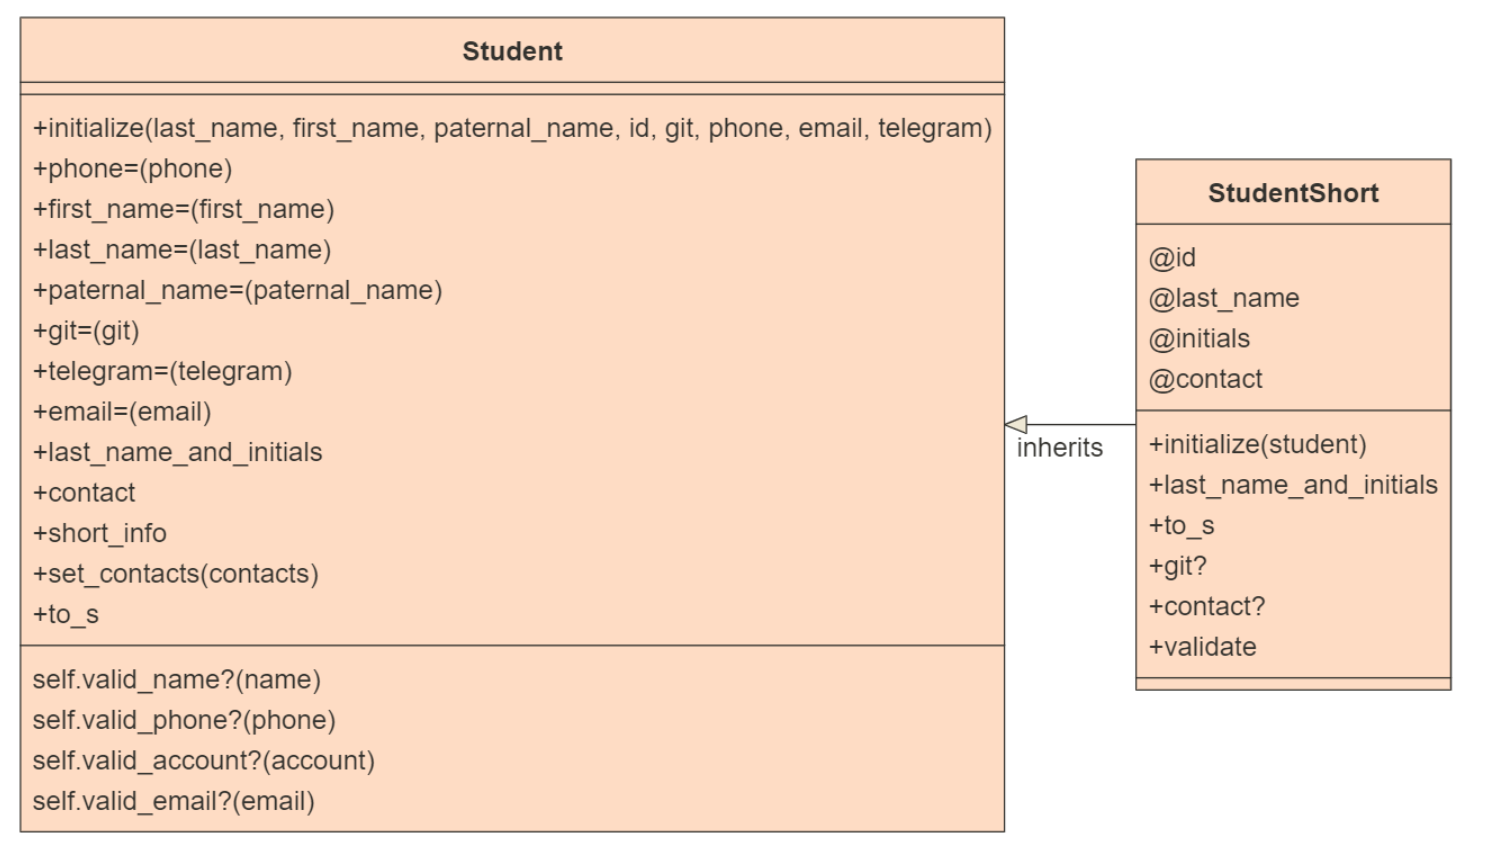 Student
+initialize(last_name, first_name, paternal_name, id, git, phone, email, telegram)
+phone=(phone)
+first_name=(first_name)
+last_name=(last_name)
+paternal_name=(paternal_name)
+git=(git)
+telegram=(telegram)
+email=(email)
+last_name_and_initials
+contact
+short_info
+set_contacts(contacts)
+to_s
self.valid_name?(name)
self.valid_phone?(phone)
self.valid_account?(account)
self.valid_email?(email)
inherits
StudentShort
@id
@last_name
@initials
@contact
+initialize(student)
+last_name_and_initials
+to_s
+git?
+contact?
+validate